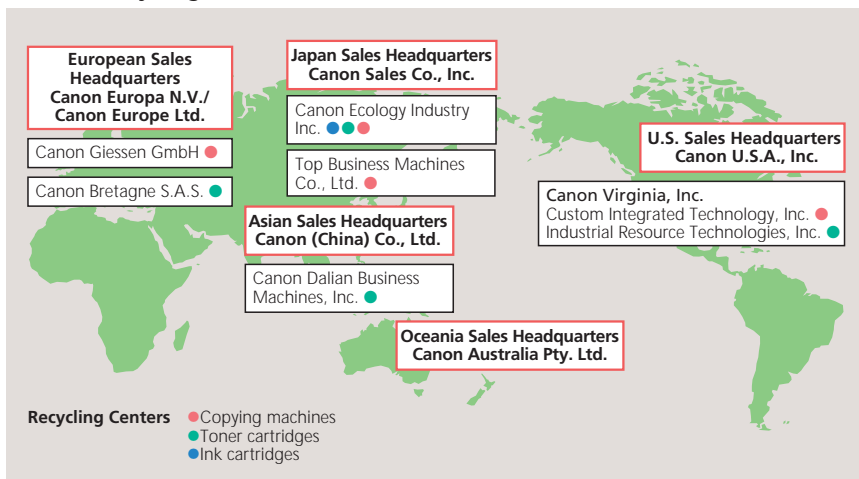 European Sales
Headquarters
Canon Europa N.V./
Canon Europe Ltd.
Canon Giessen GmbH
Canon Bretagne S.A.S.
Japan Sales Headquarters
Canon Sales Co., Inc.
Canon Ecology Industry
Inc.
Top Business Machines
Co., Ltd.
Asian Sales Headquarters
Canon (China) Co., Ltd.
Canon Dalian Business
Machines, Inc.
Oceania Sales Headquarters
Canon Australia Pty. Ltd.
U.S. Sales Headquarters
Canon U.S.A., Inc.
Canon Virginia, Inc.
Custom Integrated Technology, Inc.
Industrial Resource Technologies, Inc.
Recycling Centers
Copying machines
Toner cartridges
Ink cartridges